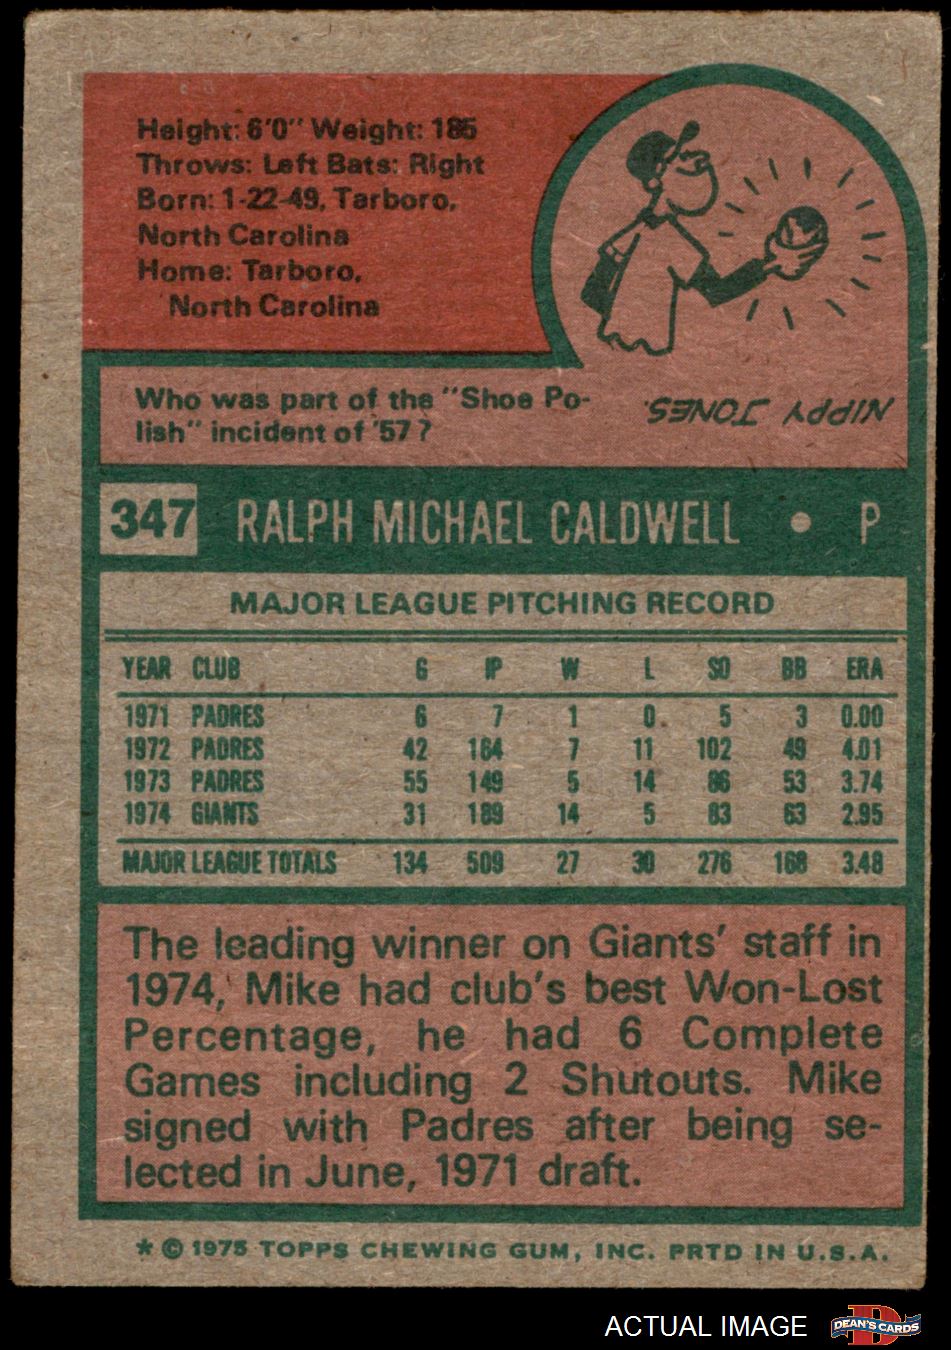 Height: 6'0" Weight: 185
Throws: Left Bats: Right
Born: 1-22-49, Tarboro,
North Carolina
Home: Tarboro,
North Carolina
Who was part of the "Shoe Po-
lish" incident of '57?
NIPPY JONES.
347 RALPH MICHAEL CALDWELL • P
MAJOR LEAGUE PITCHING RECORD
YEAR CLUB G IP W L SO BB ERA
1971 PADRES 6 7 1 0 5 3 0.00
1972 PADRES 42 164 7 11 102 49 4.01
1973 PADRES 55 149 5 14 86 53 3.74
1974 GIANTS 31 189 14 5 83 63 2.95
MAJOR LEAGUE TOTALS 134 509 27 30 276 168 3.48
The leading winner on Giants' staff in
1974, Mike had club's best Won-Lost
Percentage, he had 6 Complete
Games including 2 Shutouts. Mike
signed with Padres after being se-
lected in June, 1971 draft.
* © 1975 TOPPS CHEWING GUM, INC. PRTD IN U.S.A.
ACTUAL IMAGE
D
DEAN'S CARDS